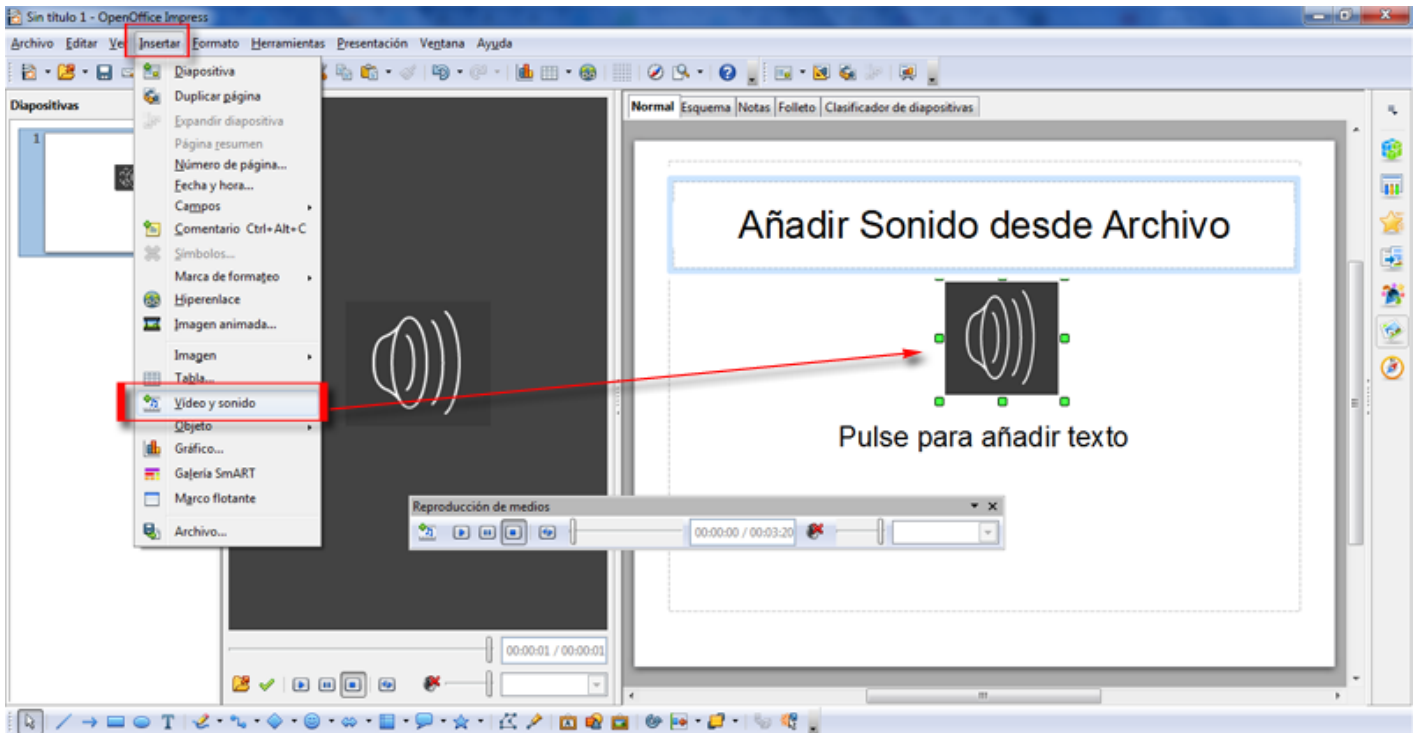 Sin título 1 - OpenOffice Impress
Archivo Editar Ve Insertar Formato Herramientas Presentación Ventana Ayuda
Diapositivas
1
Diapositiva
Duplicar página
Expandir diapositiva
Página resumen
Número de página...
Fecha y hora...
Campos
Comentario Ctrl+Alt+C
Símbolos...
Marca de formateo
Hiperenlace
Imagen animada...
Imagen
Tabla...
Vídeo y sonido
Objeto
Gráfico...
Galería SmART
Marco flotante
Archivo...
00:00:01 / 00:00:01
Normal Esquema Notas Folleto Clasificador de diapositivas
Añadir Sonido desde Archivo
Pulse para añadir texto
Reproducción de medios
00:00:00 / 00:03:20